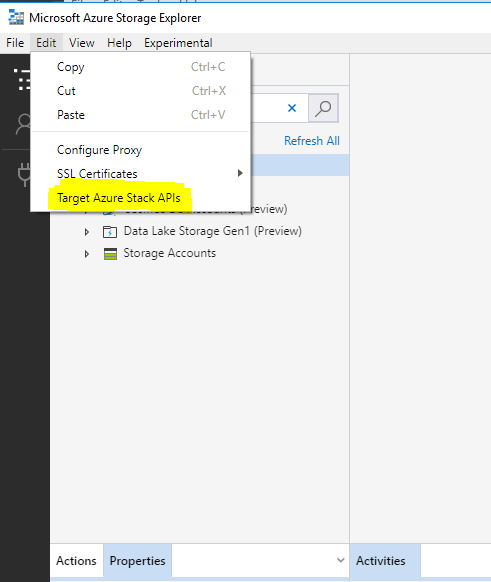 Microsoft Azure Storage Explorer
File Edit View Help Experimental
Copy Ctrl+C
Cut Ctrl+X
Paste Ctrl+V
Configure Proxy
SSL Certificates
Target Azure Stack APIs
Refresh All
(Preview)
Data Lake Storage Gen1 (Preview)
Storage Accounts
Actions Properties Activities